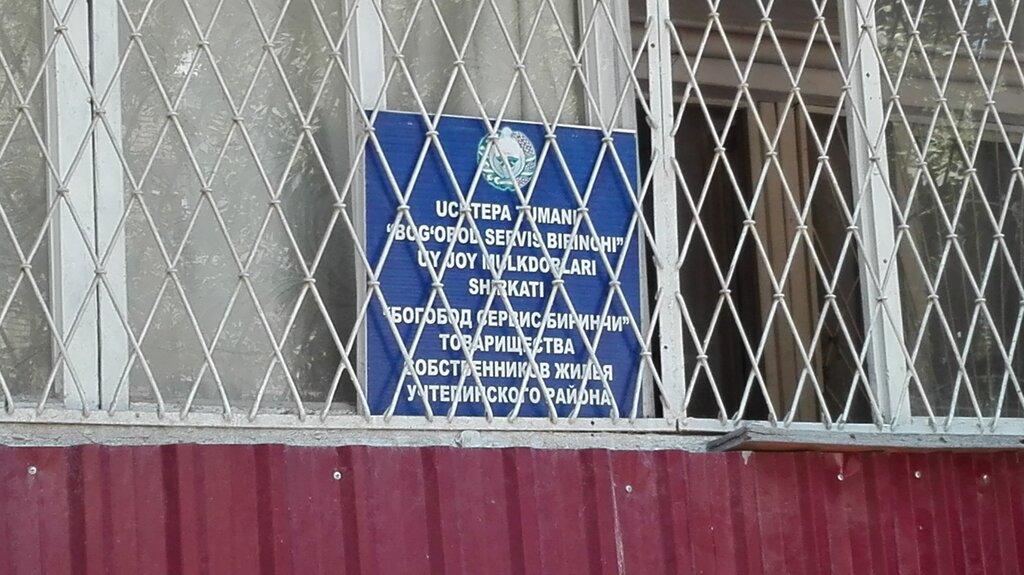 UCHTEPA TUMANI
"BOG'OBOD SERVIS BIRINCHI"
UY JOY MULKDORLARI
SHIRKATI
"БОГОБОД СЕРВИС БИРИНЧИ"
ТОВАРИЩЕСТВА
СОБСТВЕННИКОВ ЖИЛЬЯ
УЧТЕПИНСКОГО РАЙОНА